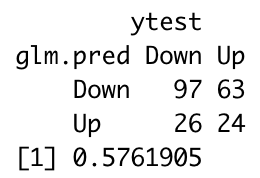 ytest
glm.pred Down Up
Down 97 63
Up 26 24
[1] 0.5761905